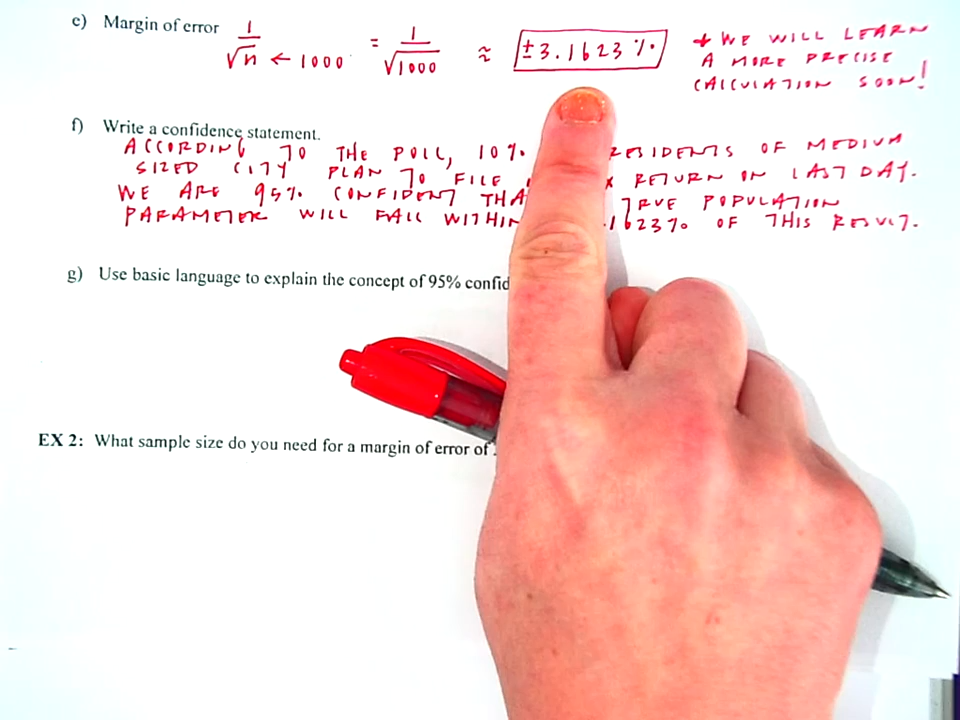 e) Margin of error 1/√n ← 1000 = 1/√1000 ≈ ±3.1623%
+ WE WILL LEARN
A MORE PRECISE
CALCULATION SOON!
f) Write a confidence statement.
ACCORDING TO THE POLL, 10% RESIDENTS OF MEDIUM
SIZED CITY PLAN TO FILE RETURN ON LAST DAY.
WE ARE 95% CONFIDENT THA TRUE POPULATION
PARAMETER WILL FALL WITHIN .1623% OF THIS RESULT.
g) Use basic language to explain the concept of 95% confid
EX 2: What sample size do you need for a margin of error of